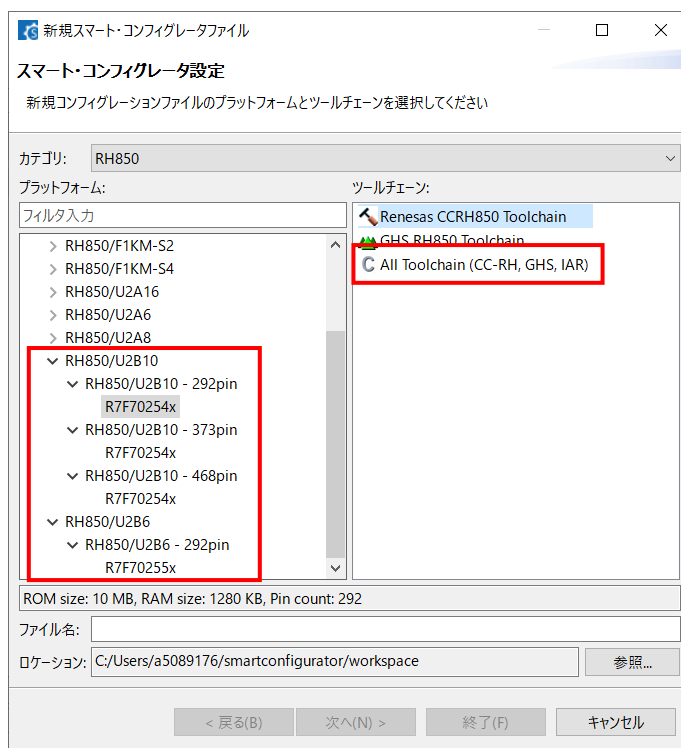 新規スマート・コンフィグレータファイル
スマート・コンフィグレータ設定
新規コンフィグレーションファイルのプラットフォームとツールチェーンを選択してください
カテゴリ: RH850
プラットフォーム:
フィルタ入力
RH850/F1KM-S2
RH850/F1KM-S4
RH850/U2A16
RH850/U2A6
RH850/U2A8
RH850/U2B10
RH850/U2B10 - 292pin
R7F70254x
RH850/U2B10 - 373pin
R7F70254x
RH850/U2B10 - 468pin
R7F70254x
RH850/U2B6
RH850/U2B6 - 292pin
R7F70255x
ツールチェーン:
Renesas CCRH850 Toolchain
GHS RH850 Toolchain
All Toolchain (CC-RH, GHS, IAR)
ROM size: 10 MB, RAM size: 1280 KB, Pin count: 292
ファイル名:
ロケーション: C:/Users/a5089176/smartconfigurator/workspace 参照...
< 戻る(B) 次へ(N) > 終了(F) キャンセル